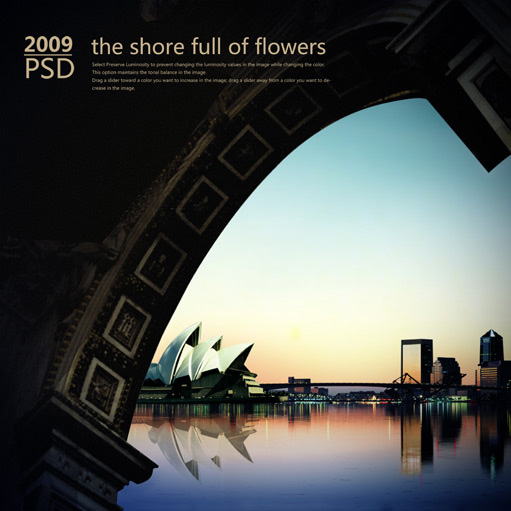 2009
PSD
the shore full of flowers
Select Preserve Luminosity to prevent changing the luminosity values in the image while changing the color.
This option maintains the tonal balance in the image.
Drag a slider toward a color you want to increase in the image; drag a slider away from a color you want to de-
crease in the image.